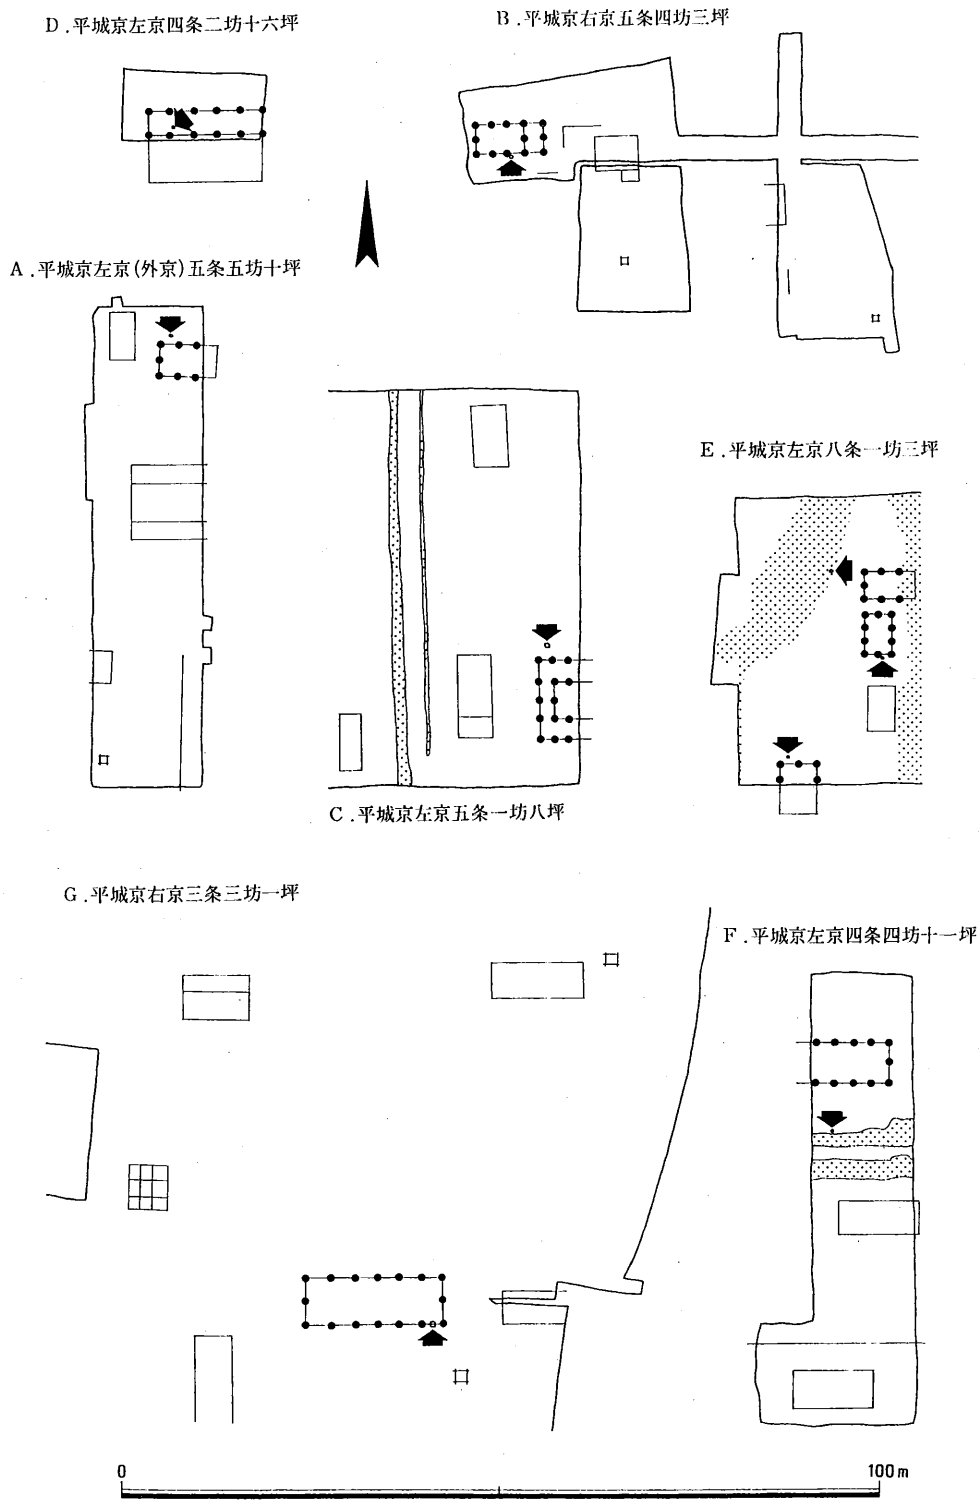 D.平城京左京四条二坊十六坪
B.平城京右京五条四坊三坪
A.平城京左京(外京)五条五坊十坪
E.平城京左京八条一坊三坪
C.平城京左京五条一坊八坪
G.平城京右京三条三坊一坪
F.平城京左京四条四坊十一坪
0 100m